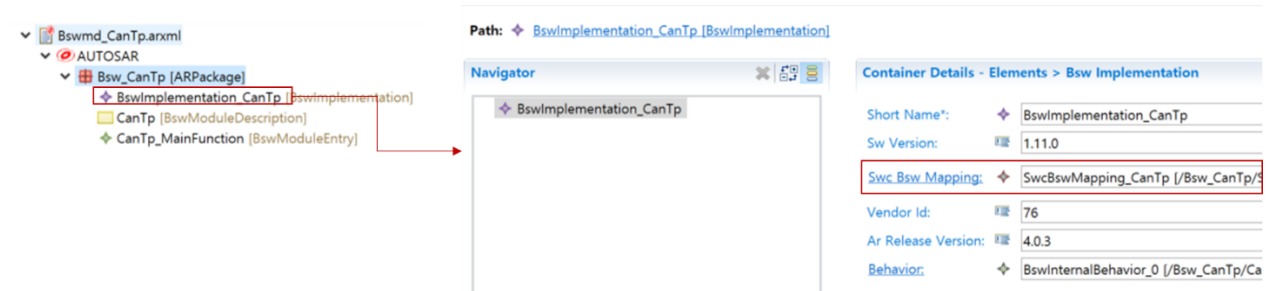 Bswmd_CanTp.arxml
AUTOSAR
Bsw_CanTp [ARPackage]
BswImplementation_CanTp [BswImplementation]
CanTp [BswModuleDescription]
CanTp_MainFunction [BswModuleEntry]
Path: BswImplementation_CanTp [BswImplementation]
Navigator
BswImplementation_CanTp
Container Details - Elements > Bsw Implementation
Short Name*: BswImplementation_CanTp
Sw Version: 1.11.0
Swc Bsw Mapping: SwcBswMapping_CanTp [/Bsw_CanTp/S
Vendor Id: 76
Ar Release Version: 4.0.3
Behavior: BswInternalBehavior_0 [/Bsw_CanTp/Ca